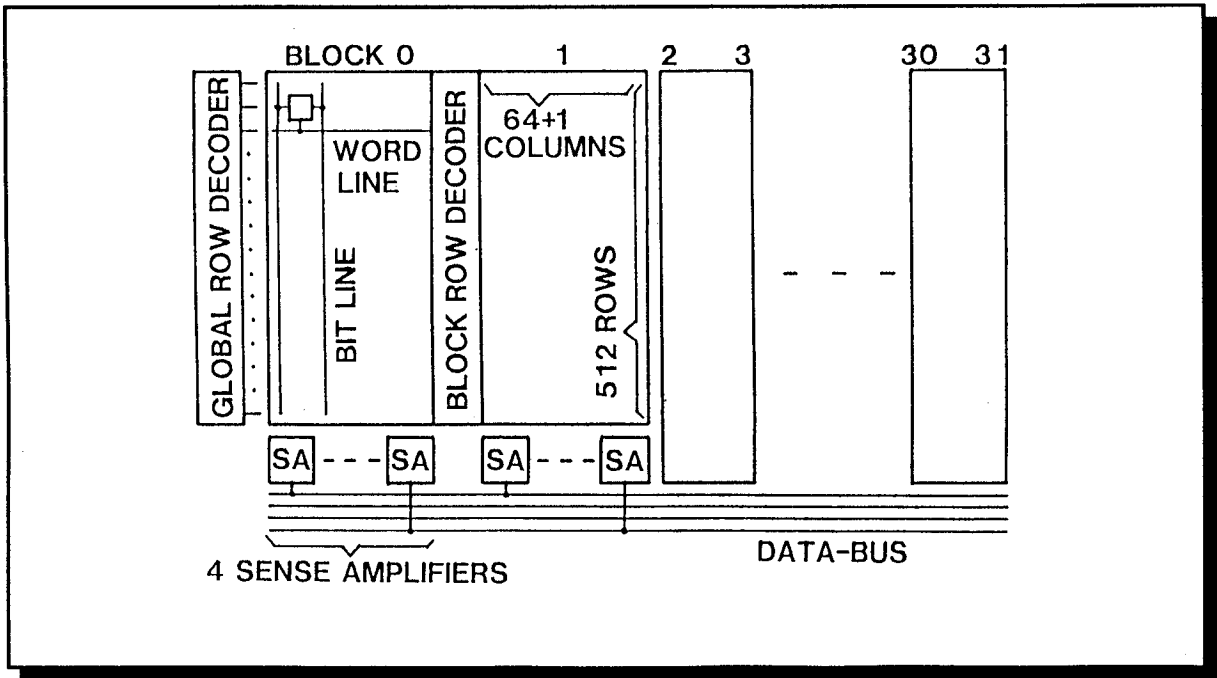 BLOCK 0
1
2
3
30
31
GLOBAL ROW DECODER
WORD
LINE
BIT LINE
BLOCK ROW DECODER
64+1
COLUMNS
512 ROWS
SA
SA
SA
SA
4 SENSE AMPLIFIERS
DATA-BUS